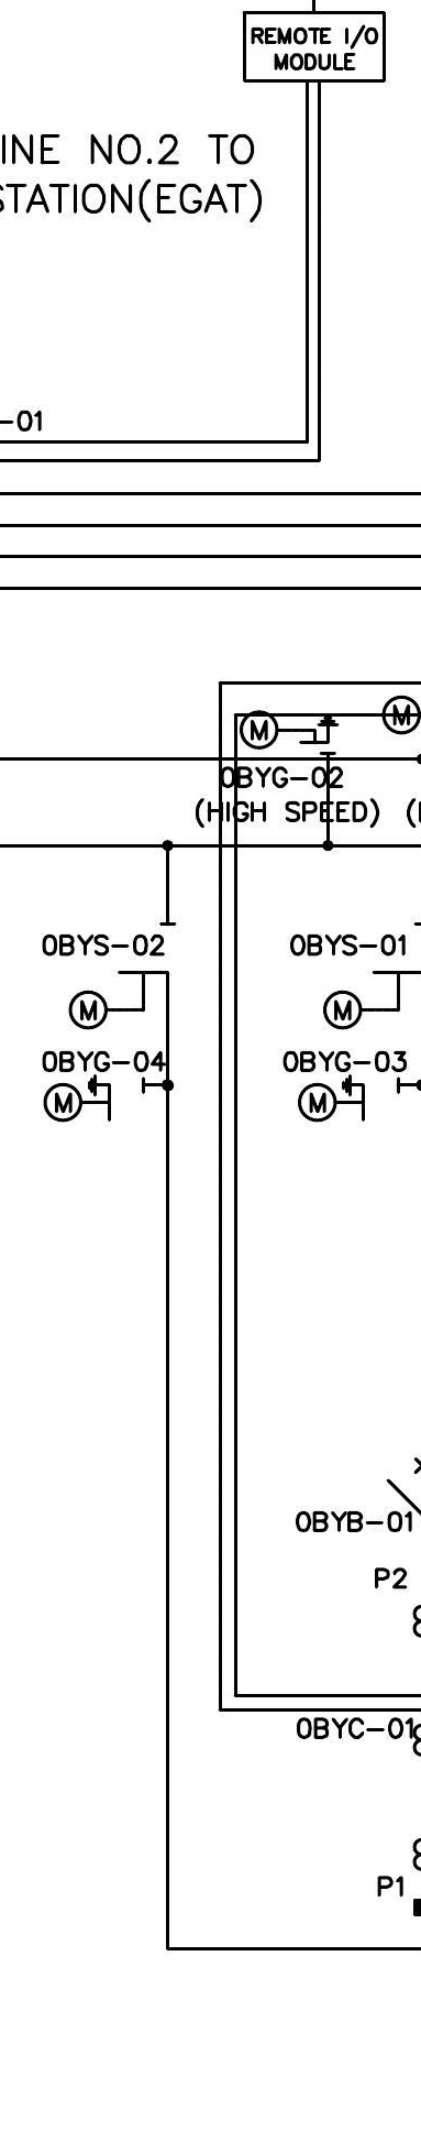 REMOTE I/O
MODULE
INE NO.2 TO
STATION(EGAT)
-01
M
M
0BYG-02
(HIGH SPEED) (
0BYS-02
0BYS-01
M
M
0BYG-04
0BYG-03
M
M
0BYB-01
P2
0BYC-01
P1